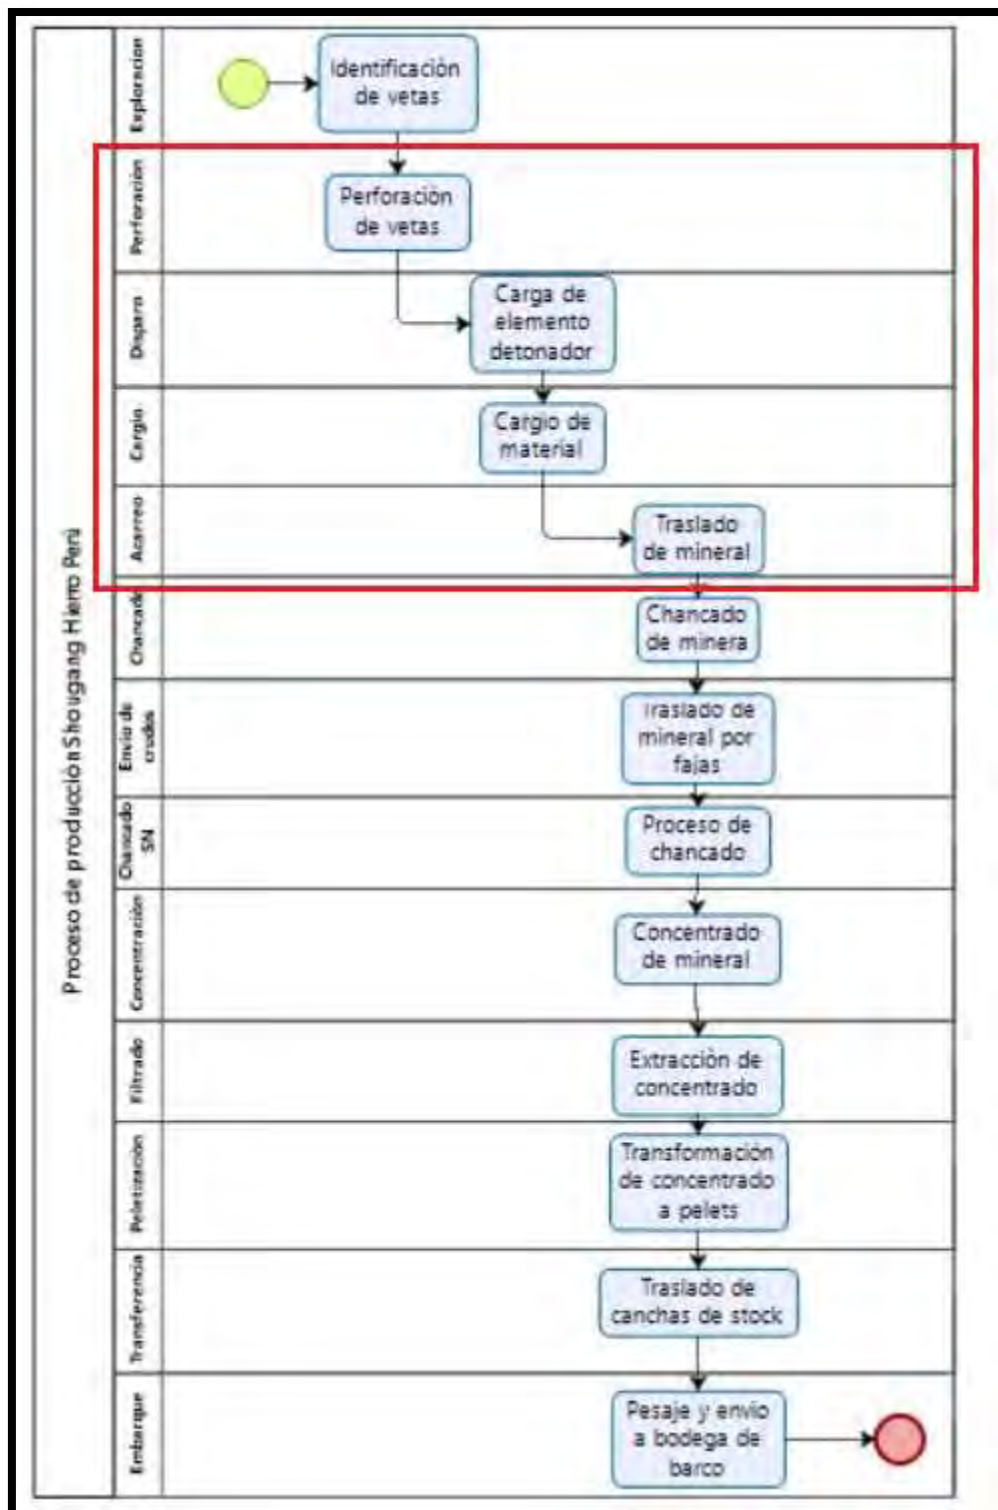 Proceso de producción Shougang Hierro Perú
Exploración
Identificación
de vetas
Perforación
Perforación
de vetas
Disparo
Carga de
elemento
detonador
Carguío
Cargio de
material
Acarreo
Traslado
de mineral
Chancado
Chancado
de minera
Envío de
crudos
Traslado de
mineral por
fajas
Chancado
SN
Proceso de
chancado
Concentración
Concentrado
de mineral
Filtrado
Extracción de
concentrado
Peletización
Transformación
de concentrado
a pelets
Transferencia
Traslado de
canchas de stock
Embarque
Pesaje y envio
a bodega de
barco